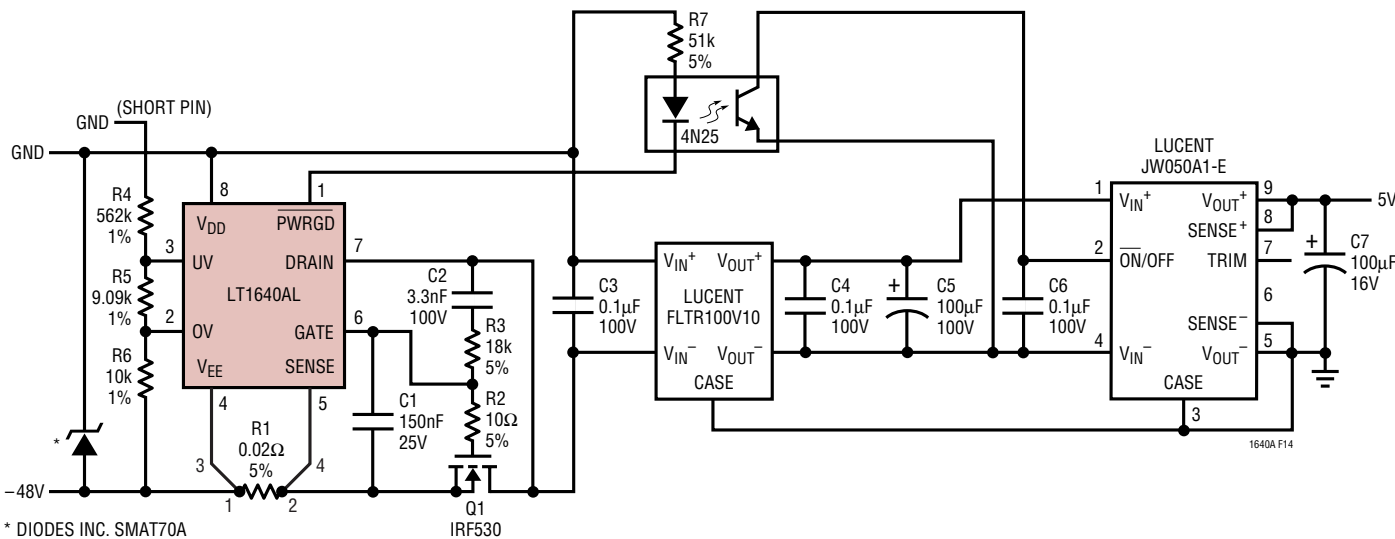 R7
51k
5%
4N25
(SHORT PIN)
GND
GND
R4
562k
1%
R5
9.09k
1%
R6
10k
1%
8
1
VDD
PWRGD
3
UV
DRAIN
7
LT1640AL
2
OV
GATE
6
VEE
SENSE
4
5
R1
0.02Ω
5%
3
4
1
2
*
–48V
* DIODES INC. SMAT70A
C2
3.3nF
100V
R3
18k
5%
R2
10Ω
5%
C1
150nF
25V
Q1
IRF530
C3
0.1µF
100V
VIN+
VOUT+
LUCENT
FLTR100V10
VIN–
VOUT–
CASE
C4
0.1µF
100V
+
C5
100µF
100V
C6
0.1µF
100V
LUCENT
JW050A1-E
1
VIN+
VOUT+
9
5V
SENSE+
8
2
ON/OFF
TRIM
7
6
SENSE–
4
VIN–
VOUT–
5
CASE
3
+
C7
100µF
16V
1640A F14